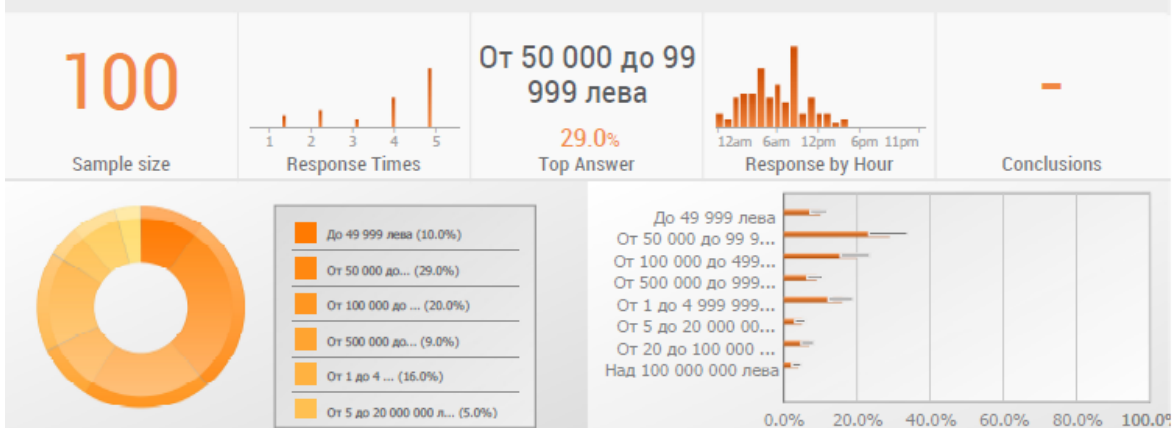 100
Sample size
1 2 3 4 5
Response Times
От 50 000 до 99
999 лева
29.0%
Top Answer
12am 6am 12pm 6pm 11pm
Response by Hour
-
Conclusions
До 49 999 лева (10.0%)
От 50 000 до... (29.0%)
От 100 000 до ... (20.0%)
От 500 000 до... (9.0%)
От 1 до 4 ... (16.0%)
От 5 до 20 000 000 л... (5.0%)
До 49 999 лева
От 50 000 до 99 9...
От 100 000 до 499...
От 500 000 до 999...
От 1 до 4 999 999...
От 5 до 20 000 00...
От 20 до 100 000 ...
Над 100 000 000 лева
0.0% 20.0% 40.0% 60.0% 80.0% 100.0%